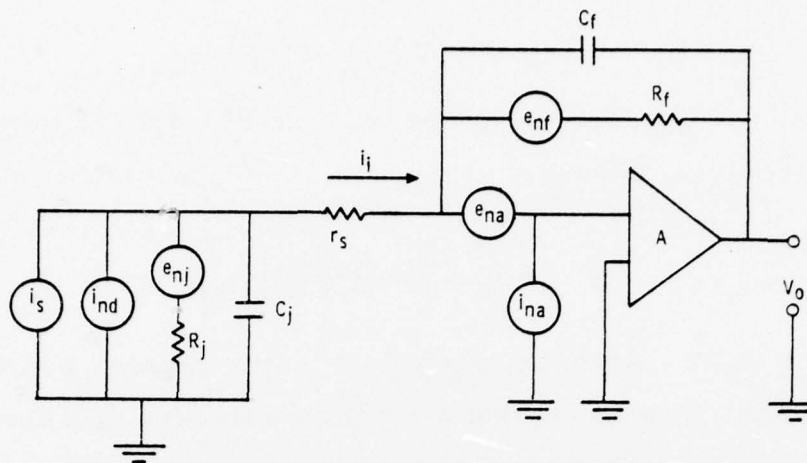 C_f
e_nf
R_f
i_i
r_s
e_na
A
i_s
i_nd
e_nj
R_j
C_j
i_na
V_o